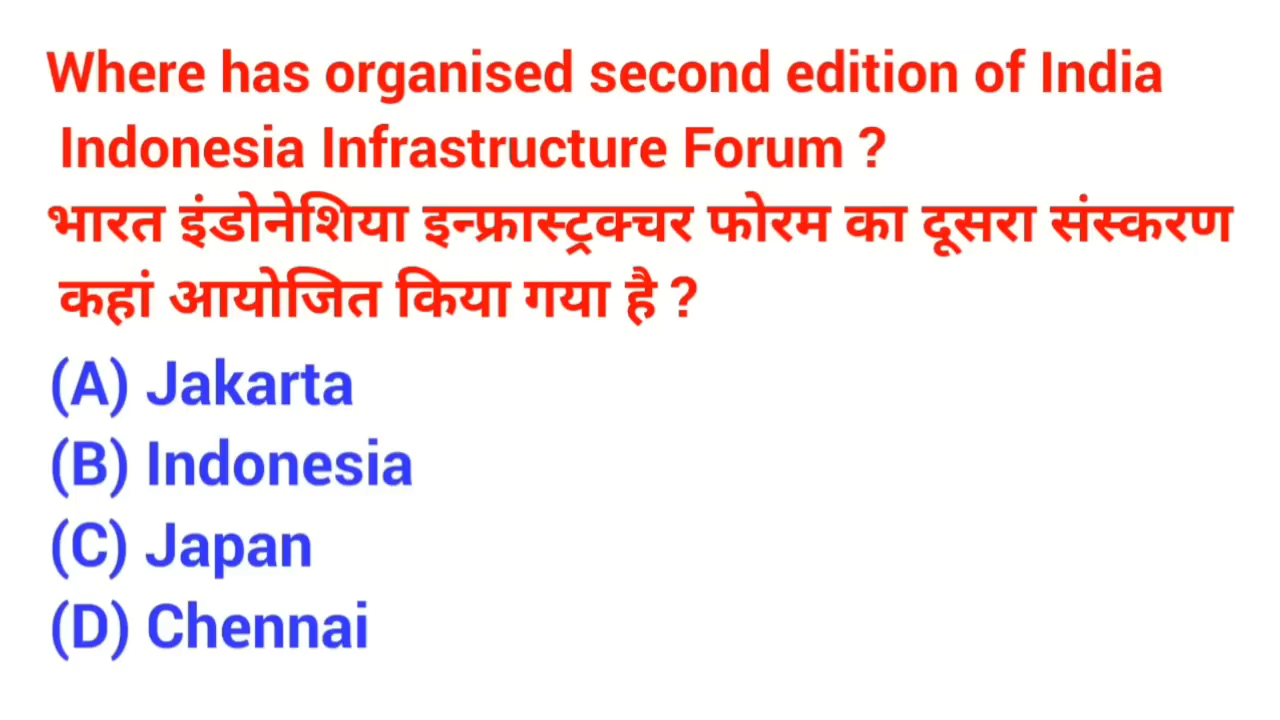 Where has organised second edition of India
Indonesia Infrastructure Forum ?
भारत इंडोनेशिया इन्फ्रास्ट्रक्चर फोरम का दूसरा संस्करण
कहां आयोजित किया गया है ?
(A) Jakarta
(B) Indonesia
(C) Japan
(D) Chennai